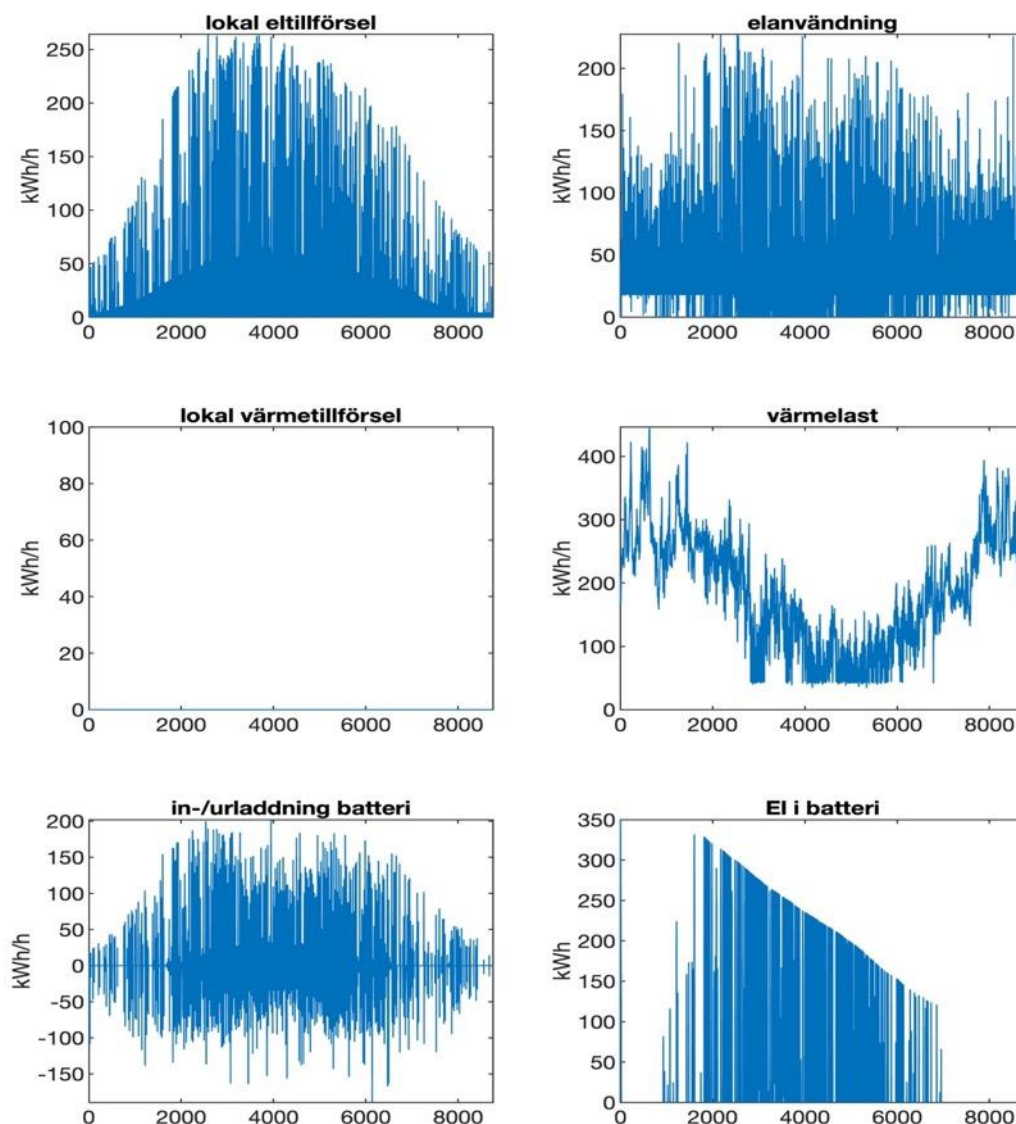 lokal eltillförsel
250
200
150
100
50
0
kWh/h
0 2000 4000 6000 8000
elanvändning
200
150
100
50
0
kWh/h
0 2000 4000 6000 8000
lokal värmetillförsel
100
80
60
40
20
0
kWh/h
0 2000 4000 6000 8000
värmelast
400
300
200
100
0
kWh/h
0 2000 4000 6000 8000
in-/urladdning batteri
200
150
100
50
0
-50
-100
-150
kWh/h
0 2000 4000 6000 8000
El i batteri
350
300
250
200
150
100
50
0
kWh
0 2000 4000 6000 8000